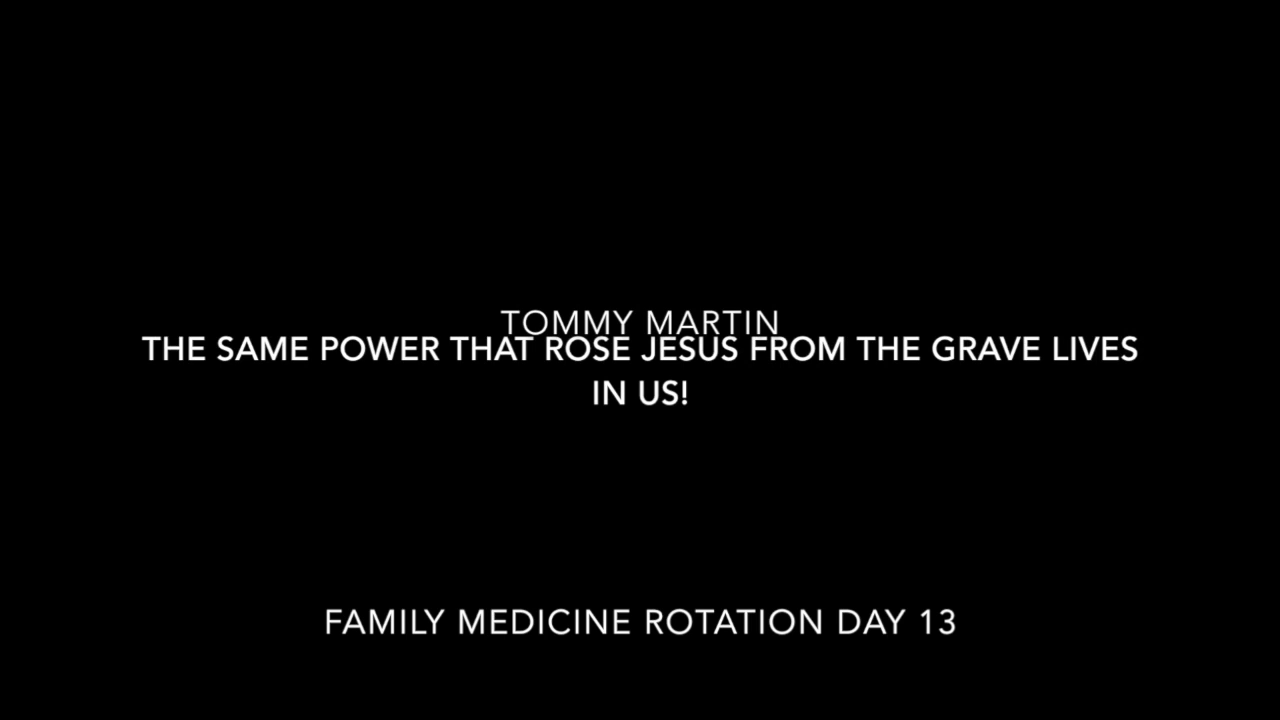 TOMMY MARTIN
THE SAME POWER THAT ROSE JESUS FROM THE GRAVE LIVES
IN US!
FAMILY MEDICINE ROTATION DAY 13